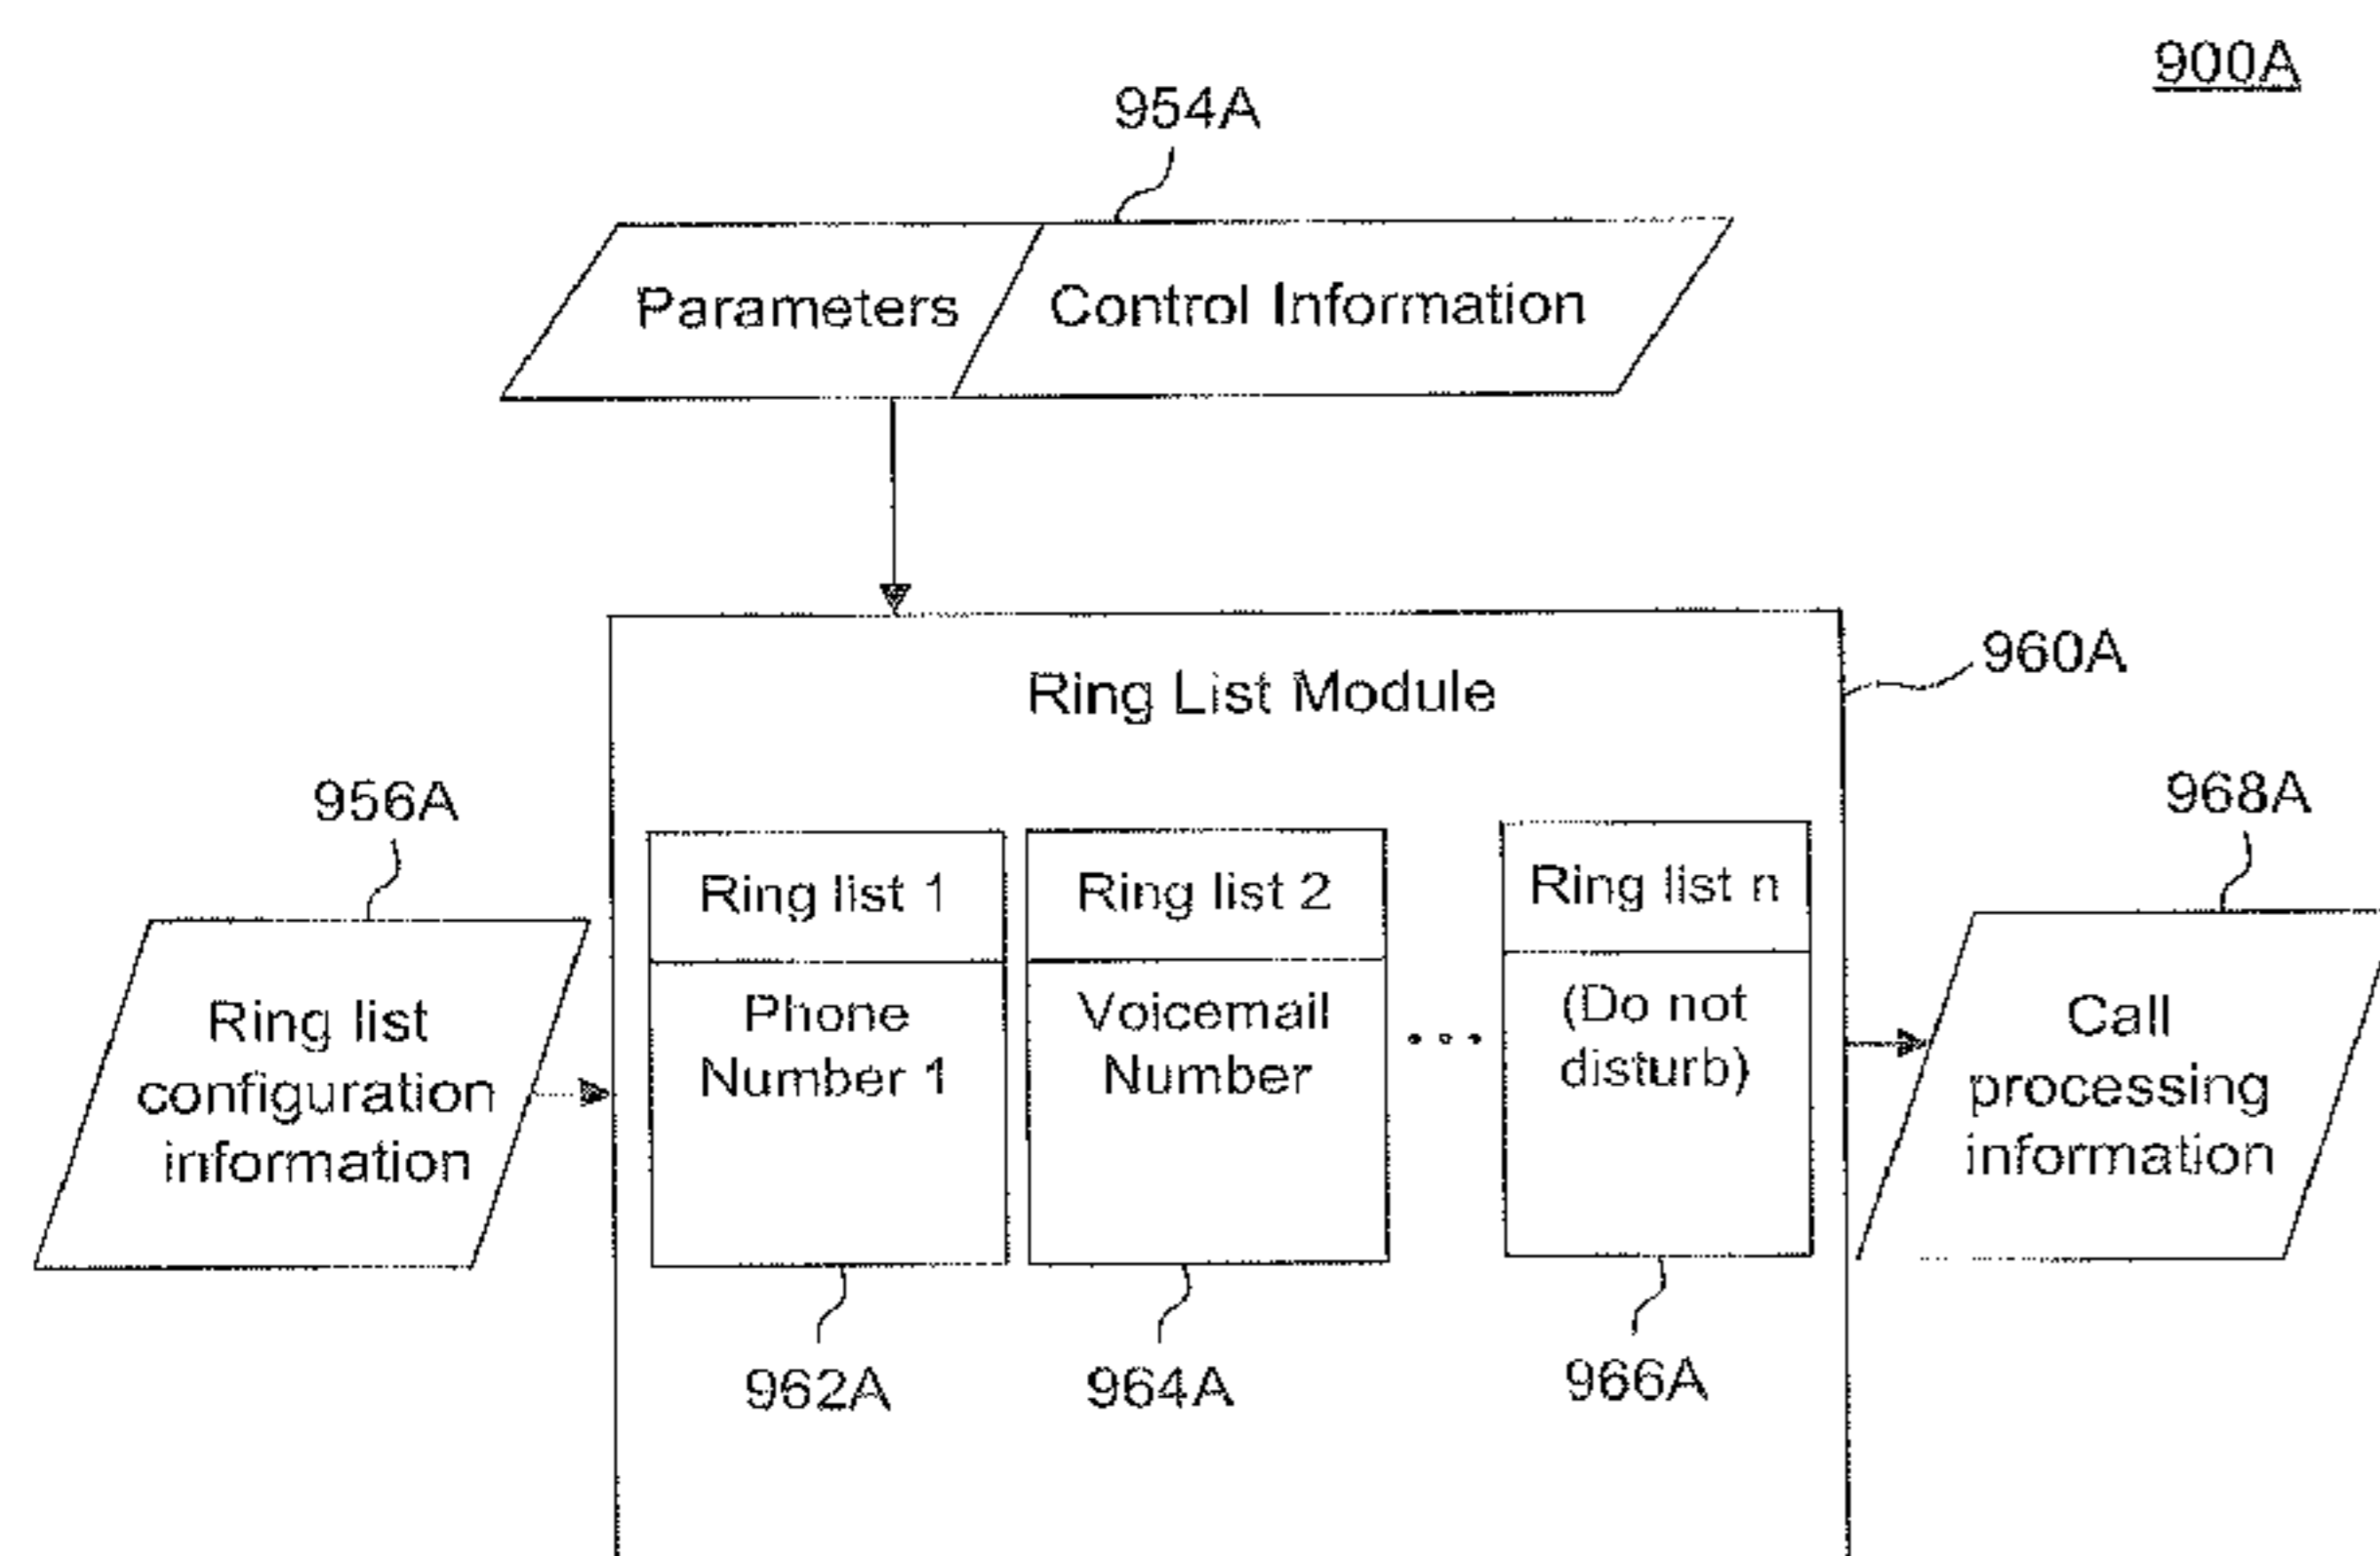 900A
954A
Parameters
Control Information
Ring List Module
960A
956A
968A
Ring list 1
Ring list 2
Ring list n
Ring list
configuration
information
Phone
Number 1
Voicemail
Number
(Do not
disturb)
Call
processing
information
962A
964A
966A